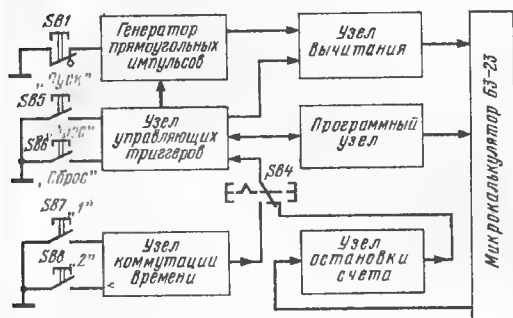 SB1
Генератор
прямоугольных
импульсов
Узел
вычитания
„Пуск"
SB5
Узел
управляющих
триггеров
Программный
узел
SB6
„Сброс"
SB4
SB7
„1"
SB8
„2"
Узел
коммутации
времени
Узел
остановки
счета
Микрокалькулятор Б3-23